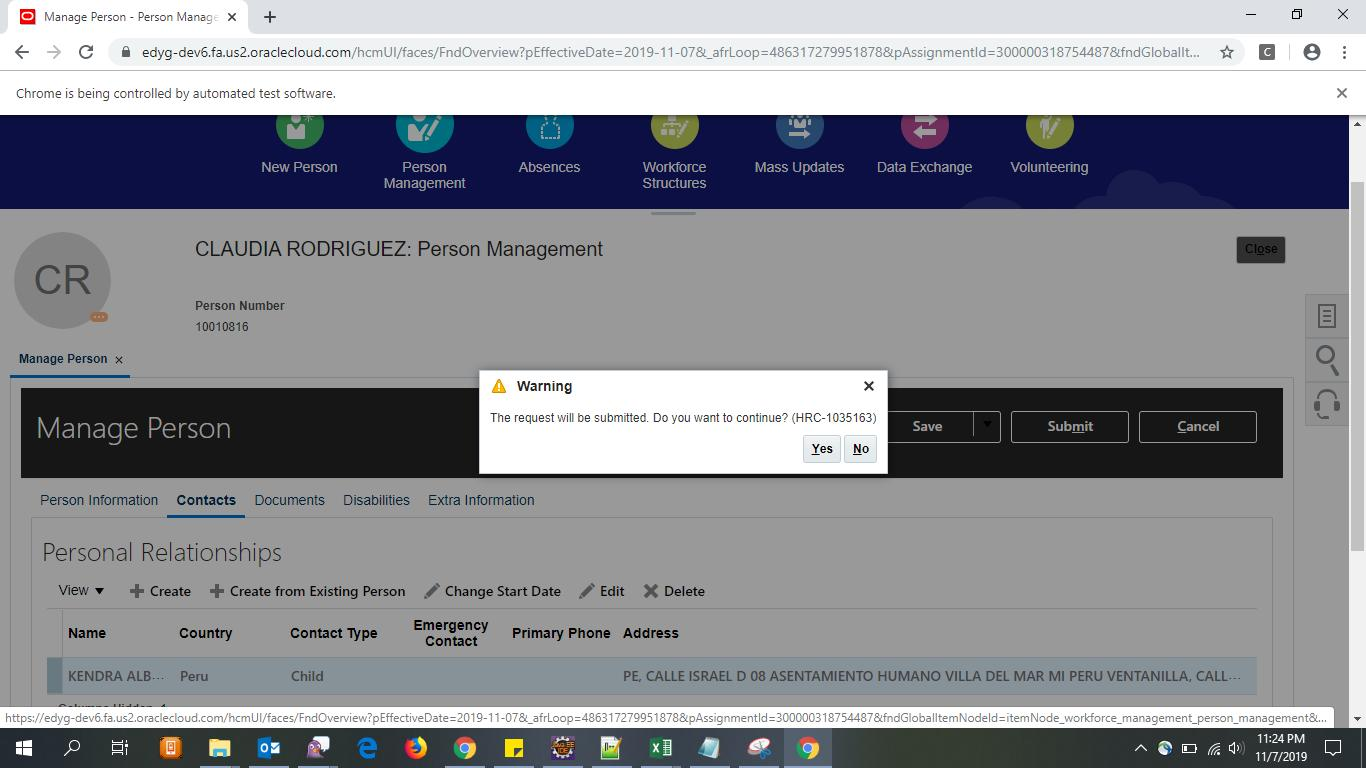 Manage Person - Person Manage
edyg-dev6.fa.us2.oraclecloud.com/hcmUI/faces/FndOverview?pEffectiveDate=2019-11-07&_afrLoop=486317279951878&pAssignmentId=300000318754487&fndGlobalIt...
C
Chrome is being controlled by automated test software.
New Person
Person Management
Absences
Workforce Structures
Mass Updates
Data Exchange
Volunteering
CR
CLAUDIA RODRIGUEZ: Person Management
Close
Person Number
10010816
Manage Person
Warning
The request will be submitted. Do you want to continue? (HRC-1035163)
Yes No
Manage Person
Save Submit Cancel
Person Information Contacts Documents Disabilities Extra Information
Personal Relationships
View Create Create from Existing Person Change Start Date Edit Delete
Name Country Contact Type Emergency Contact Primary Phone Address
KENDRA ALB... Peru Child PE, CALLE ISRAEL D 08 ASENTAMIENTO HUMANO VILLA DEL MAR MI PERU VENTANILLA, CALL...
https://edyg-dev6.fa.us2.oraclecloud.com/hcmUI/faces/FndOverview?pEffectiveDate=2019-11-07&_afrLoop=486317279951878&pAssignmentId=300000318754487&fndGlobalItemNodeId=itemNode_workforce_management_person_management&...
11:24 PM
11/7/2019